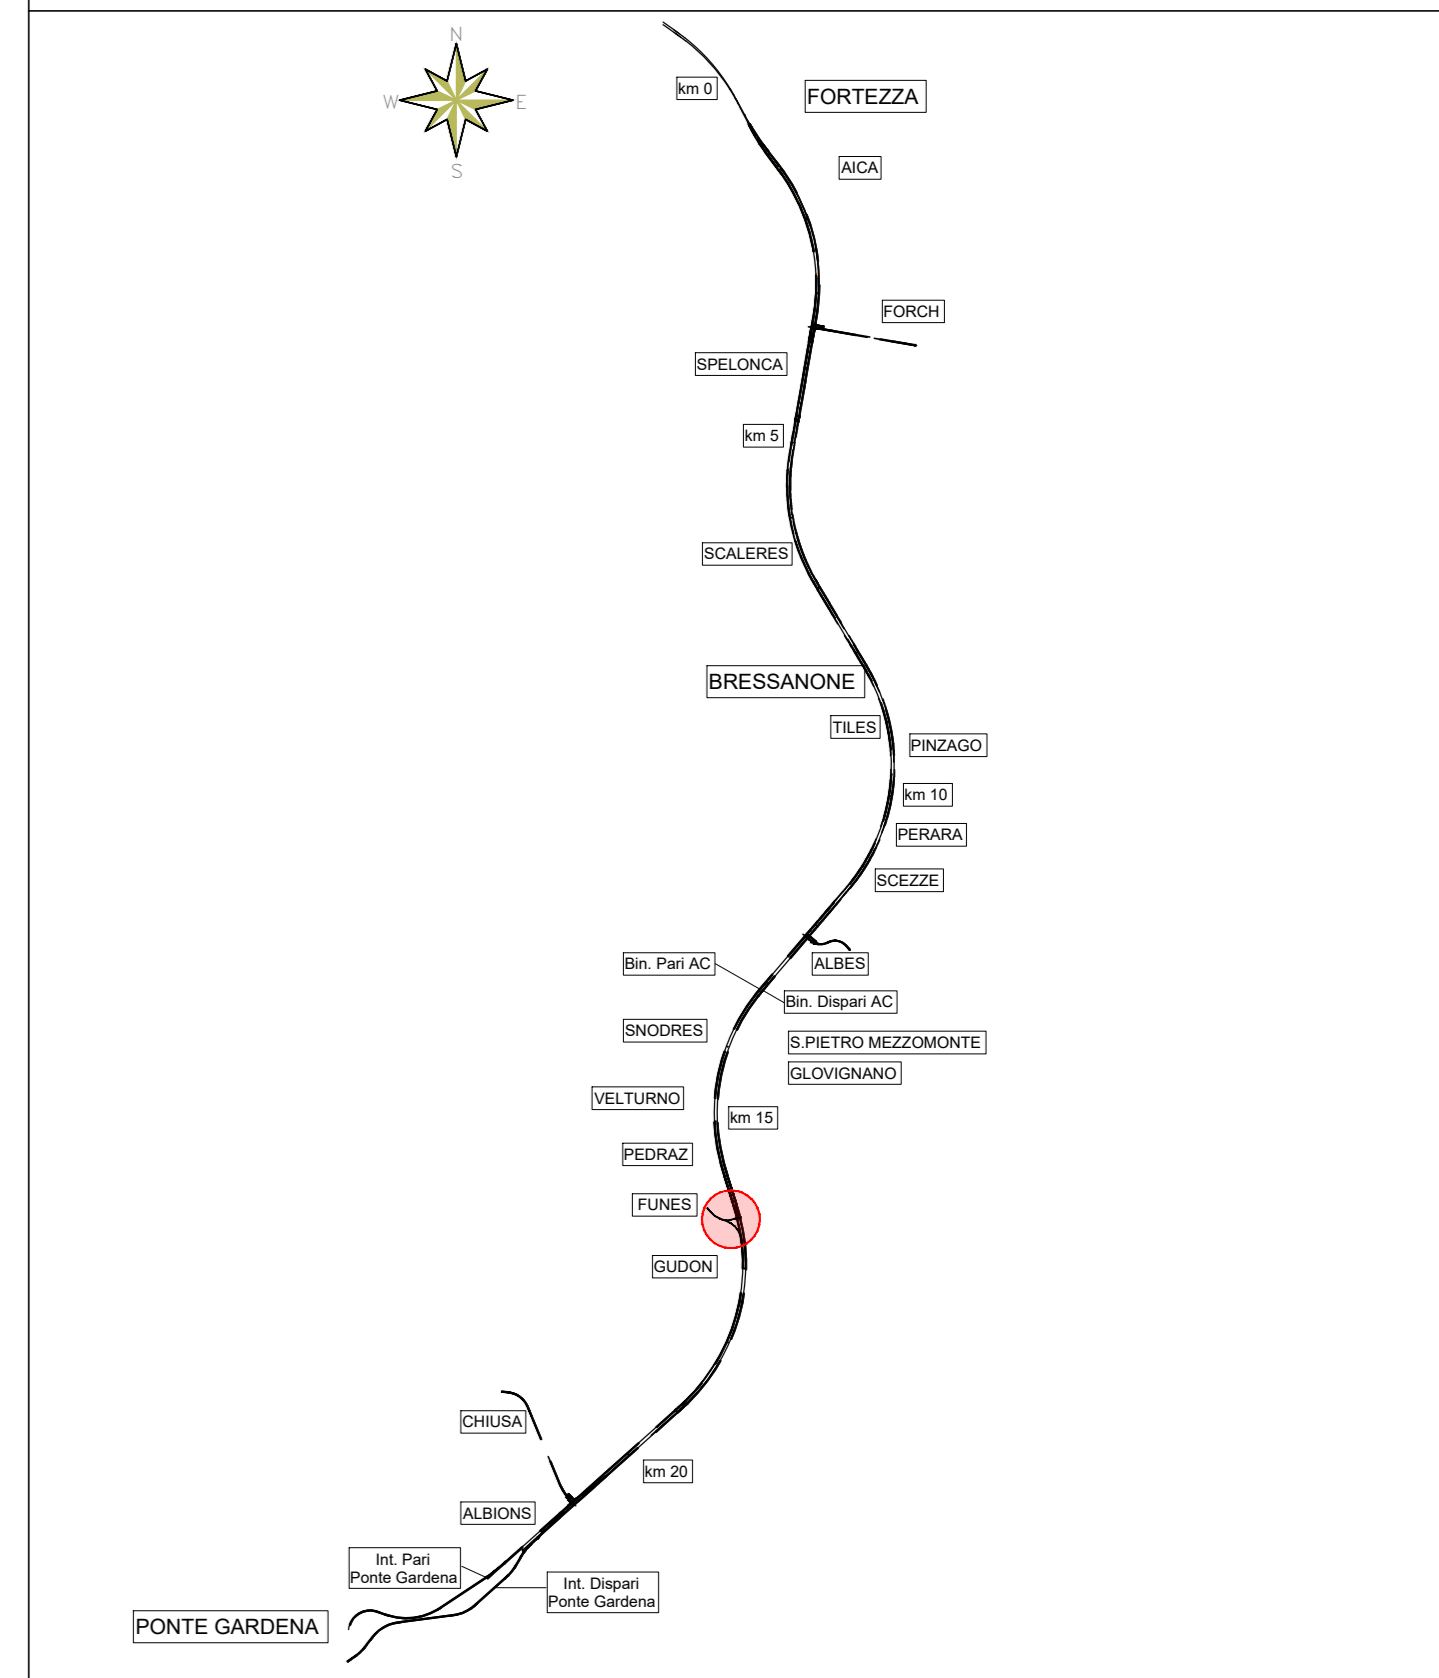 N
km 0
FORTEZZA
W
E
S
AICA
FORCH
SPELONCA
km 5
SCALERES
BRESSANONE
TILES
PINZAGO
km 10
PERARA
SCEZZE
Bin. Pari AC
ALBES
Bin. Dispari AC
SNODRES
S.PIETRO MEZZOMONTE
GLOVIGNANO
VELTURNO
km 15
PEDRAZ
FUNES
GUDON
CHIUSA
km 20
ALBIONS
Int. Pari
Ponte Gardena
Int. Dispari
Ponte Gardena
PONTE GARDENA